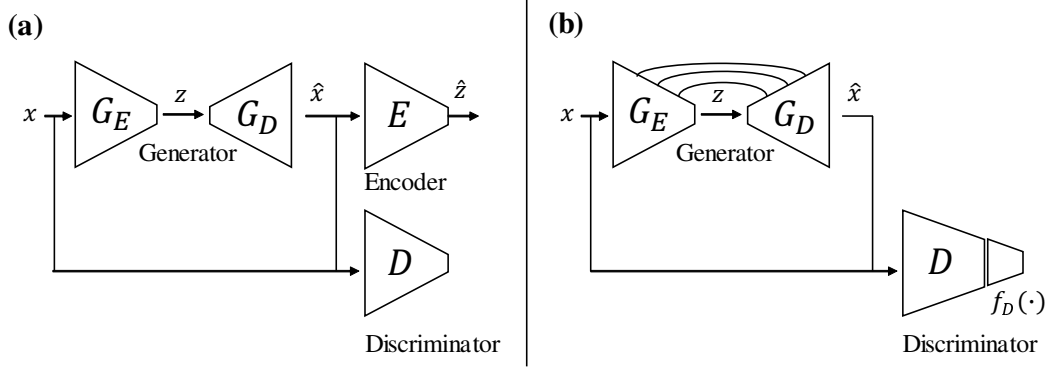 (a)
x G_E z G_D x̂ E ẑ
Generator
Encoder
D
Discriminator
(b)
x G_E z G_D x̂
Generator
D
f_D(·)
Discriminator